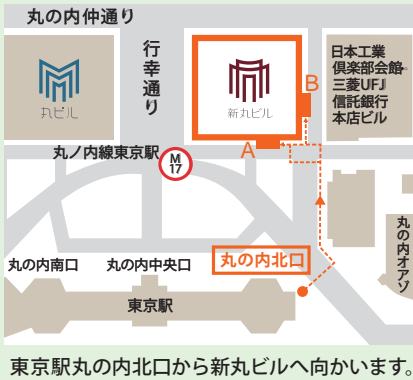 丸の内仲通り
丸ビル
行幸通り
新丸ビル
A
B
日本工業
倶楽部会館
三菱UFJ
信託銀行
本店ビル
丸ノ内線東京駅
M
17
丸の内南口
丸の内中央口
丸の内北口
丸の内オアゾ
東京駅
東京駅丸の内北口から新丸ビルへ向かいます。